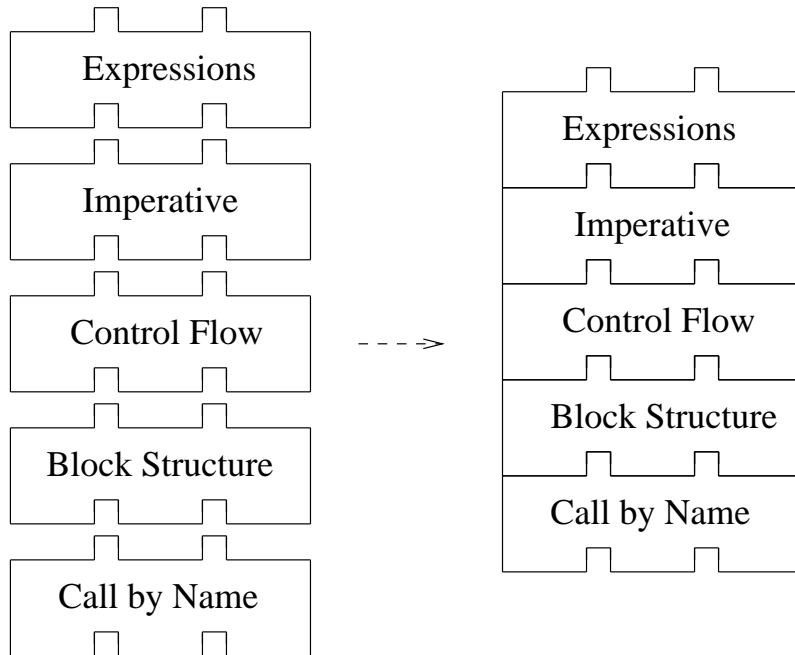 Expressions
Imperative
Control Flow
Block Structure
Call by Name
Expressions
Imperative
Control Flow
Block Structure
Call by Name